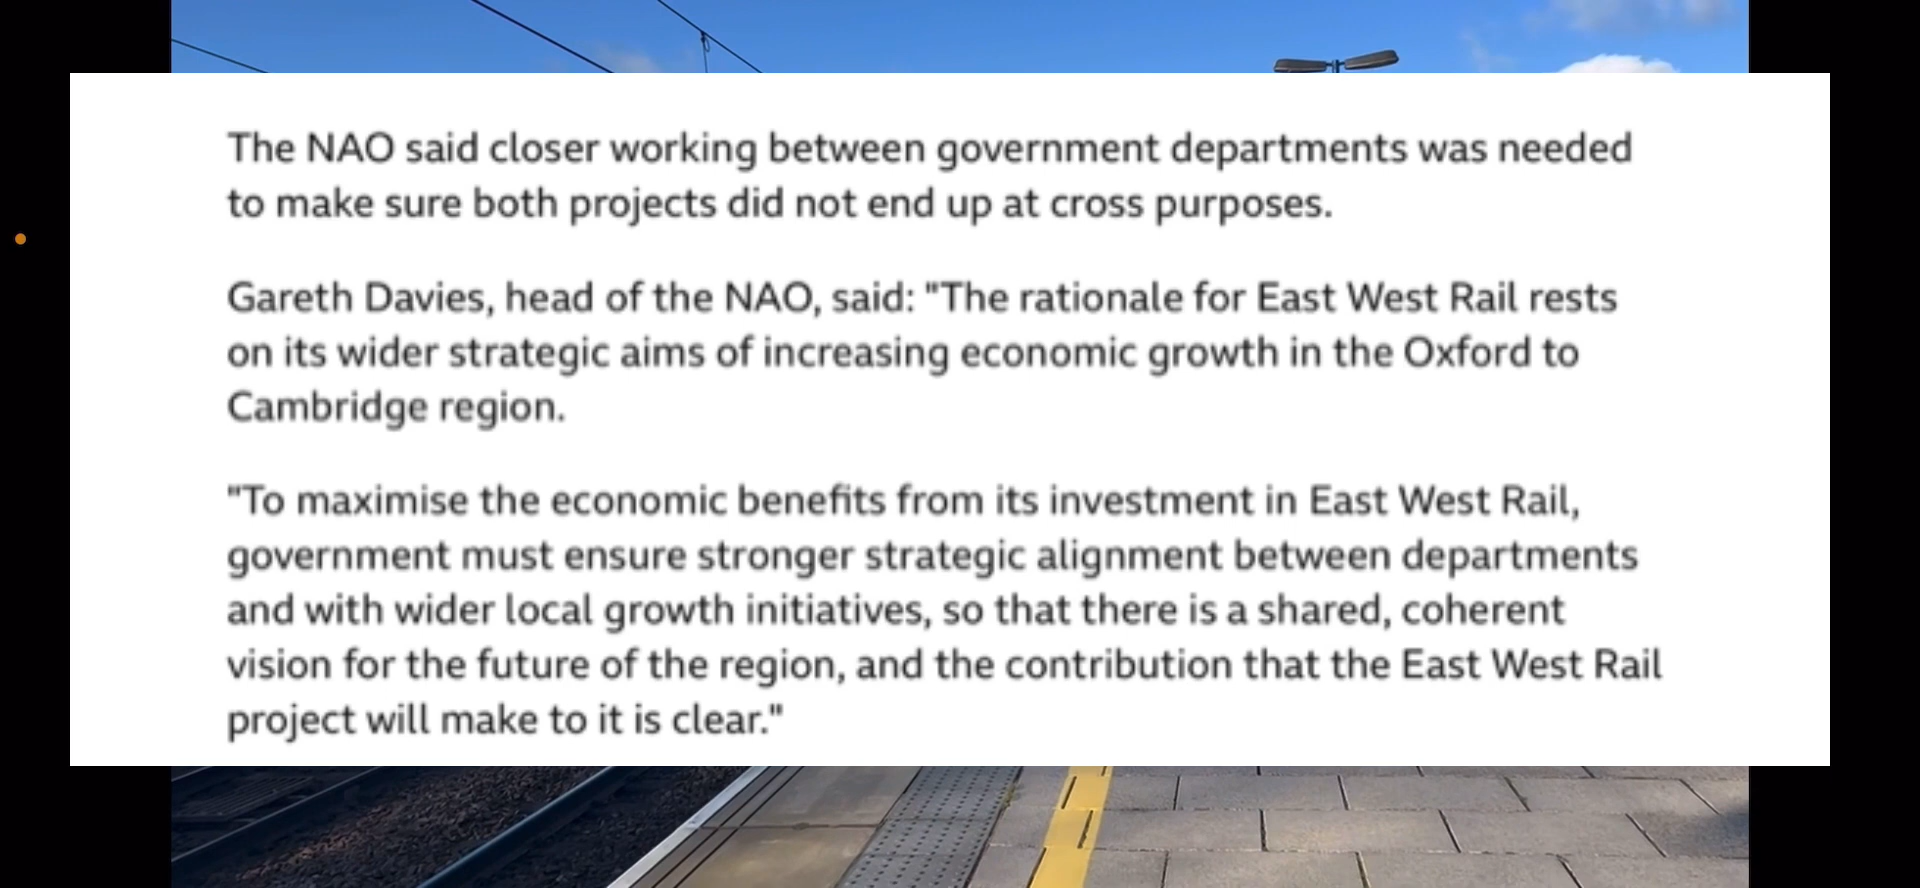 The NAO said closer working between government departments was needed
to make sure both projects did not end up at cross purposes.
Gareth Davies, head of the NAO, said: "The rationale for East West Rail rests
on its wider strategic aims of increasing economic growth in the Oxford to
Cambridge region.
"To maximise the economic benefits from its investment in East West Rail,
government must ensure stronger strategic alignment between departments
and with wider local growth initiatives, so that there is a shared, coherent
vision for the future of the region, and the contribution that the East West Rail
project will make to it is clear."